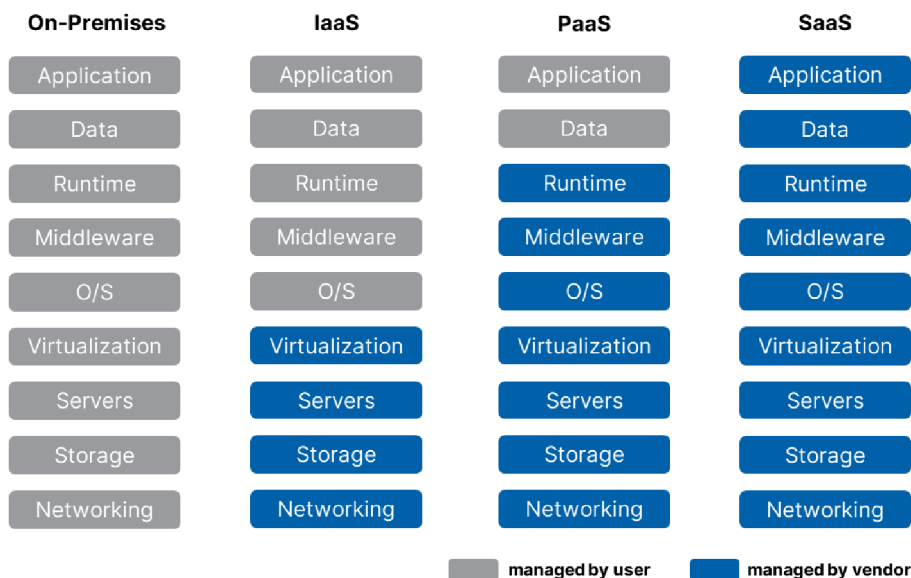 On-Premises IaaS PaaS SaaS
Application Application Application Application
Data Data Data Data
Runtime Runtime Runtime Runtime
Middleware Middleware Middleware Middleware
O/S O/S O/S O/S
Virtualization Virtualization Virtualization Virtualization
Servers Servers Servers Servers
Storage Storage Storage Storage
Networking Networking Networking Networking
managed by user managed by vendor